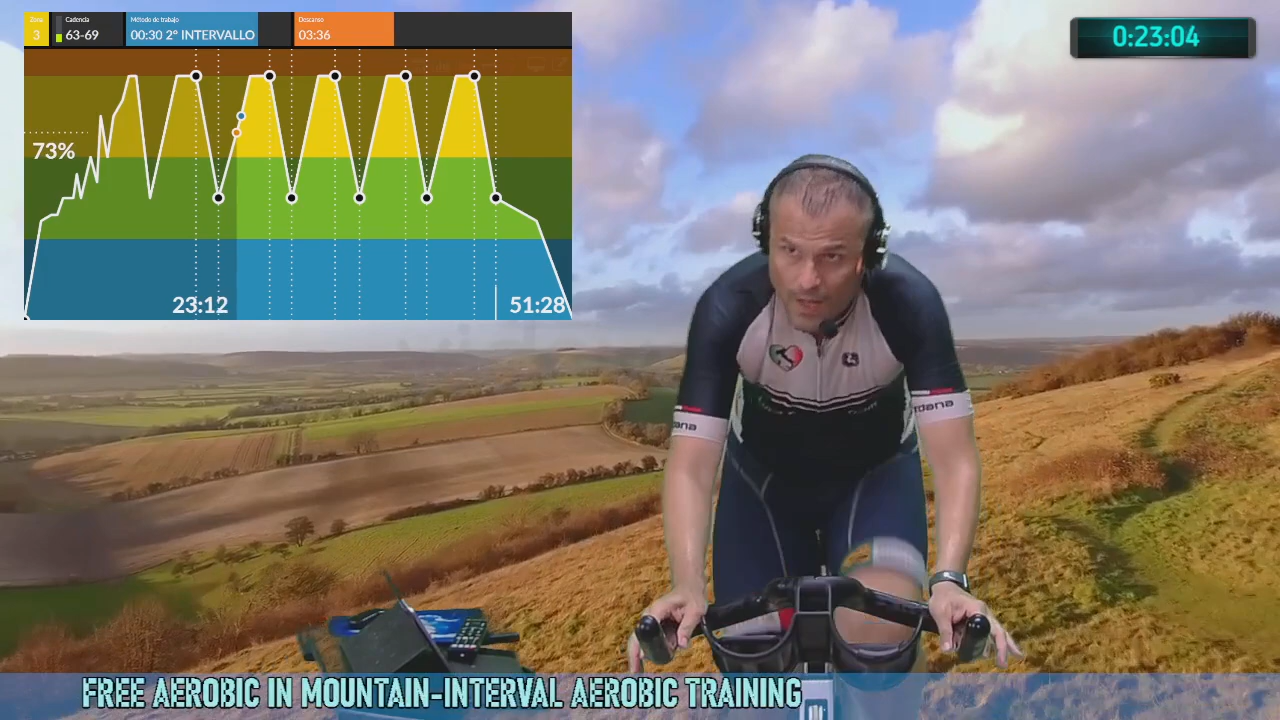 Zona
3
Cadencia
63-69
Método de trabajo
00:30 2º INTERVALLO
Descanso
03:36
0:23:04
73%
23:12
51:28
FREE AEROBIC IN MOUNTAIN-INTERVAL AEROBIC TRAINING